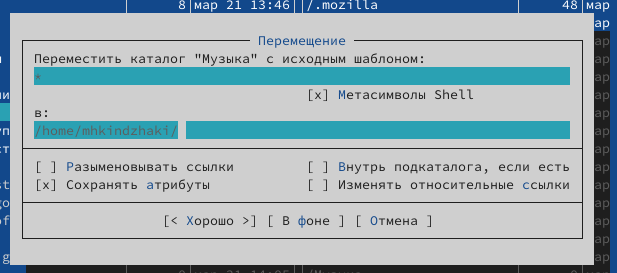 8 мар 21 13:46 /.mozilla 48 мар
Перемещение
Переместить каталог "Музыка" с исходным шаблоном:
*
[x] Метасимволы Shell
в:
/home/mhkindzhaki/
[ ] Разыменовывать ссылки [ ] Внутрь подкаталога, если есть
[x] Сохранять атрибуты [ ] Изменять относительные ссылки
[< Хорошо >] [ В фоне ] [ Отмена ]